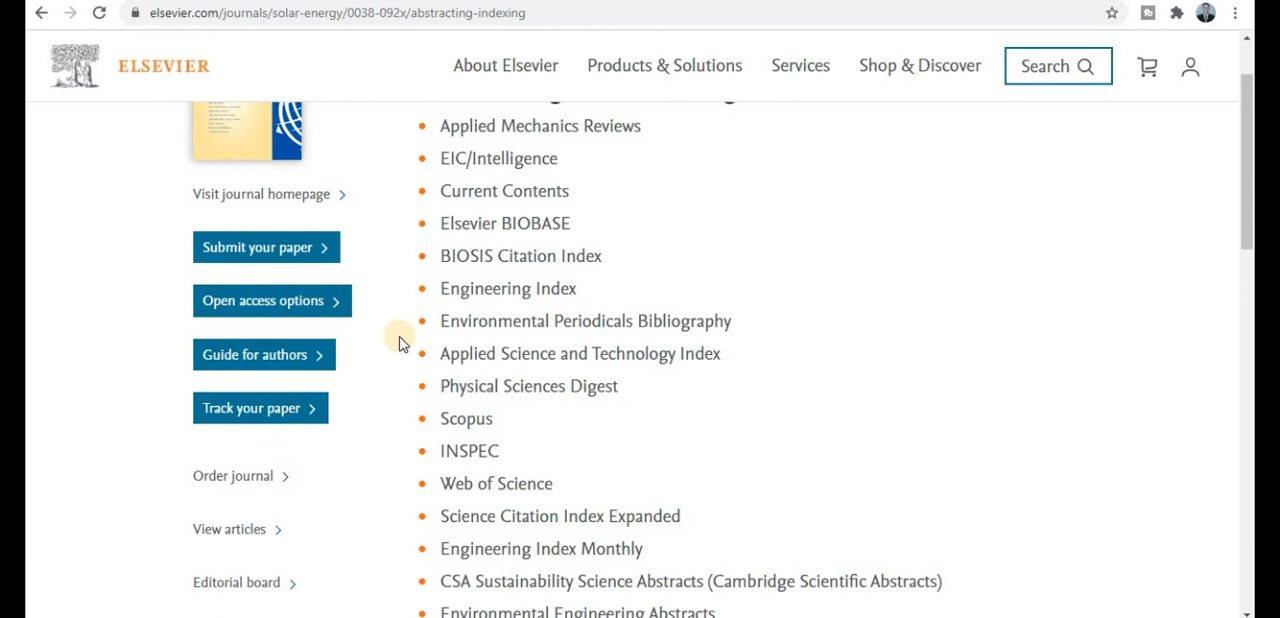 elsevier.com/journals/solar-energy/0038-092x/abstracting-indexing
ELSEVIER
About Elsevier
Products & Solutions
Services
Shop & Discover
Search
Visit journal homepage
Submit your paper
Open access options
Guide for authors
Track your paper
Order journal
View articles
Editorial board
Applied Mechanics Reviews
EIC/Intelligence
Current Contents
Elsevier BIOBASE
BIOSIS Citation Index
Engineering Index
Environmental Periodicals Bibliography
Applied Science and Technology Index
Physical Sciences Digest
Scopus
INSPEC
Web of Science
Science Citation Index Expanded
Engineering Index Monthly
CSA Sustainability Science Abstracts (Cambridge Scientific Abstracts)
Environmental Engineering Abstracts